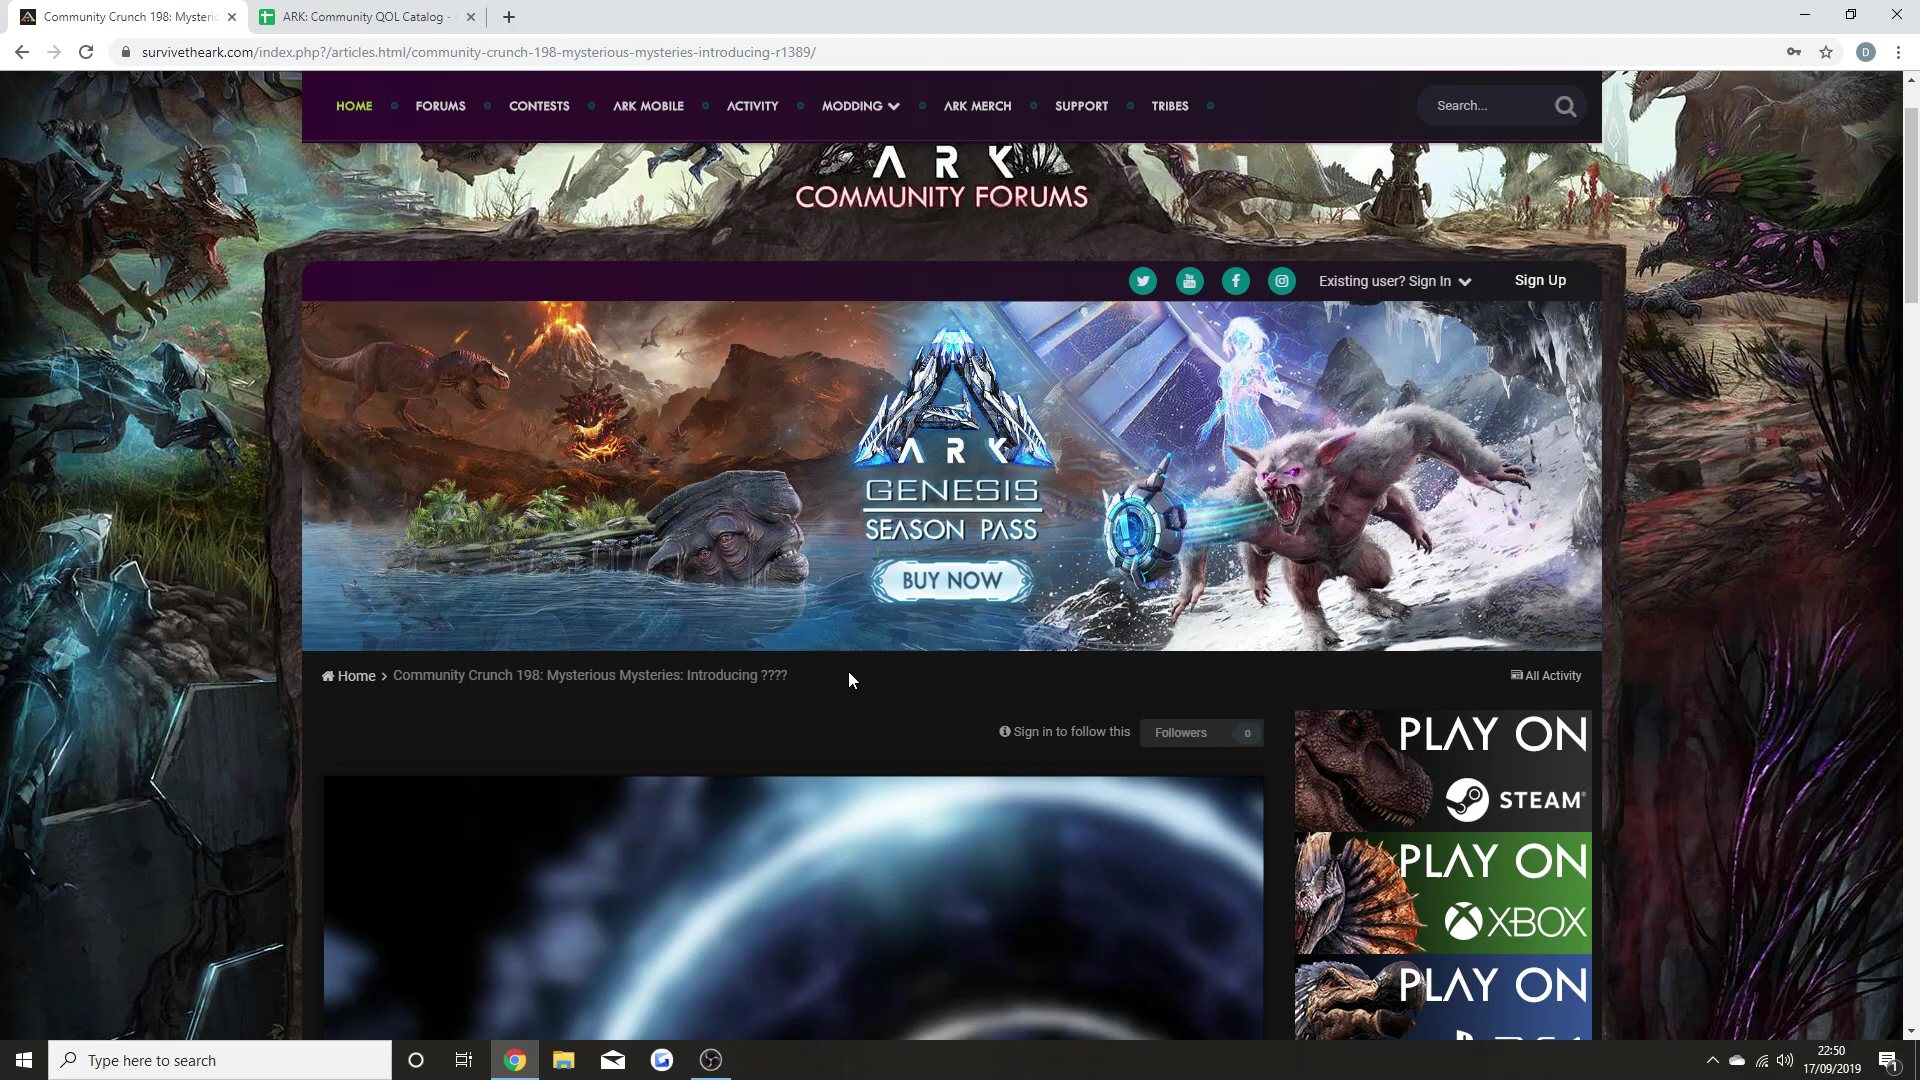 Community Crunch 198: Mysterio
ARK: Community QOL Catalog -
survivetheark.com/index.php?/articles.html/community-crunch-198-mysterious-mysteries-introducing-r1389/
D
HOME
FORUMS
CONTESTS
ARK MOBILE
ACTIVITY
MODDING
ARK MERCH
SUPPORT
TRIBES
Search...
ARK
COMMUNITY FORUMS
You
Existing user? Sign In
Sign Up
ARK
GENESIS
SEASON PASS
BUY NOW
Home > Community Crunch 198: Mysterious Mysteries: Introducing ????
All Activity
Sign in to follow this
Followers 0
PLAY ON
STEAM®
PLAY ON
XBOX
PLAY ON
Type here to search
22:50
17/09/2019
1